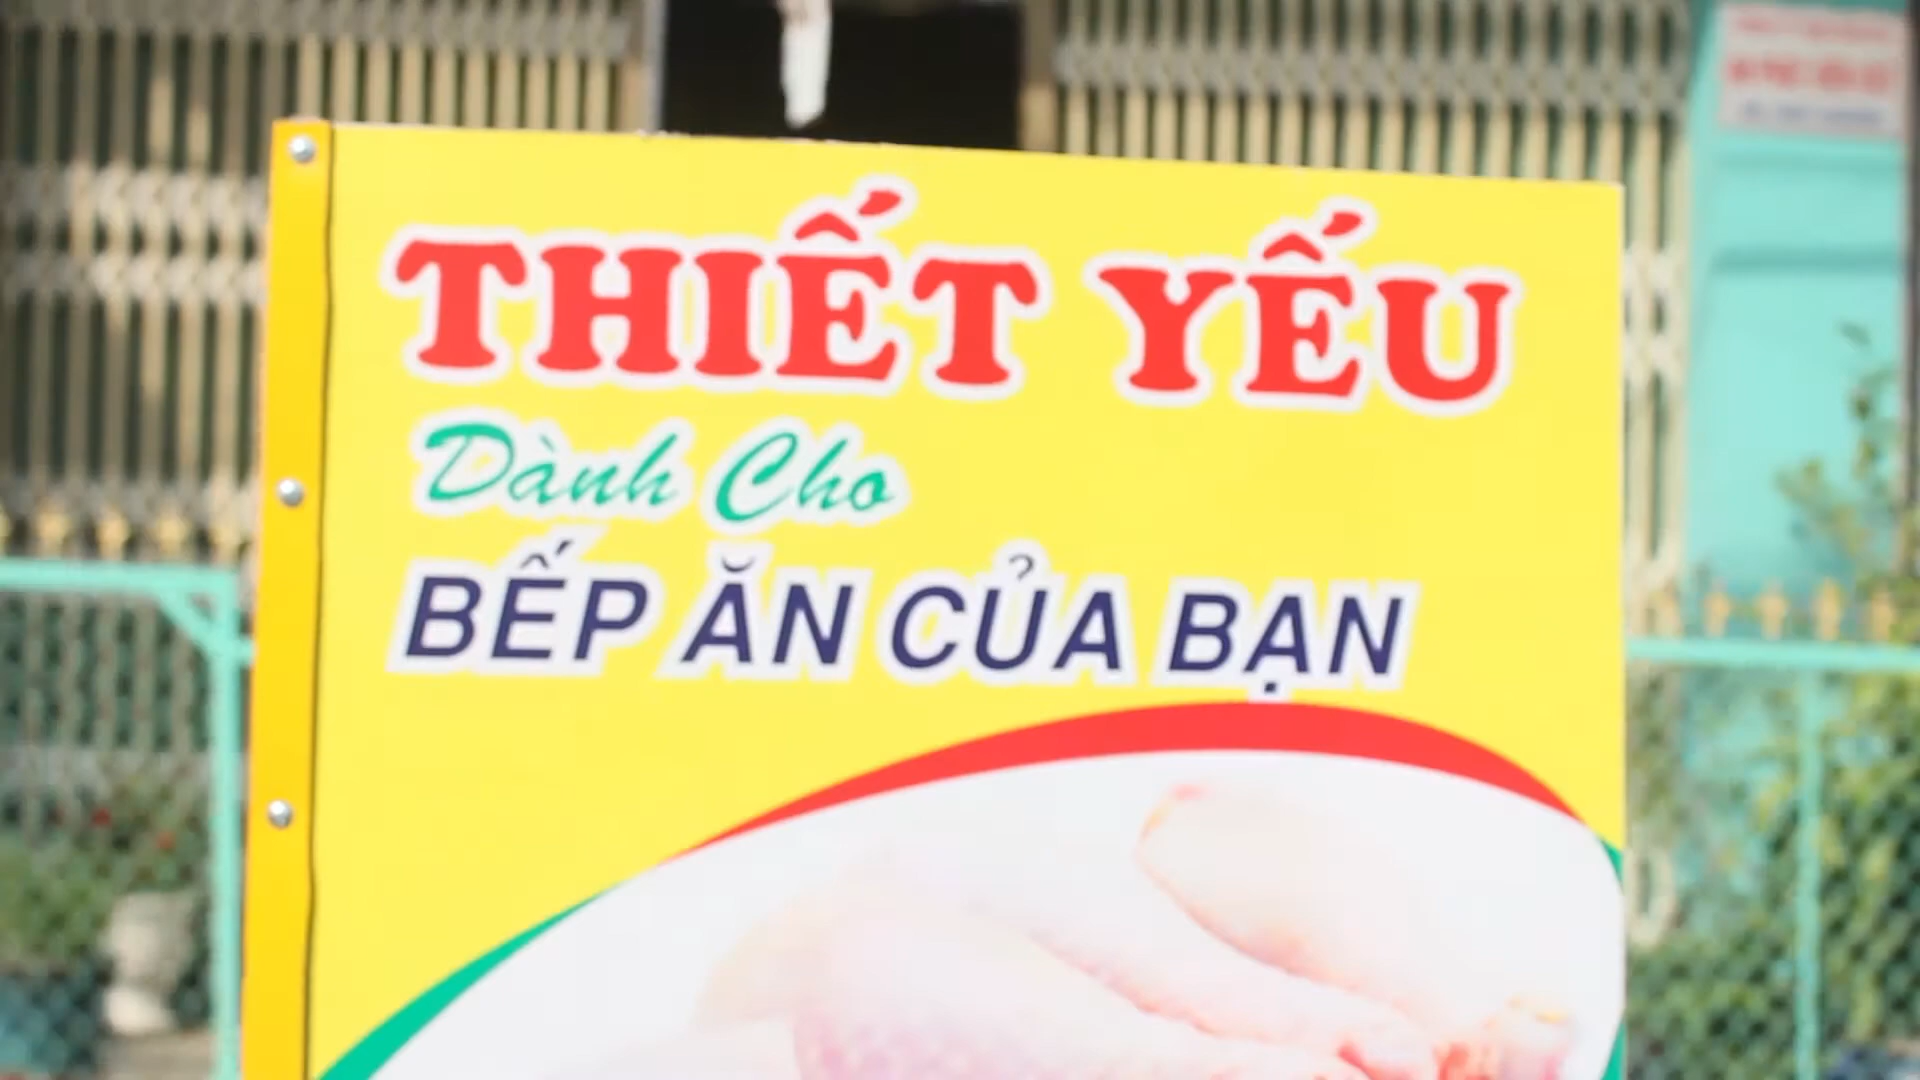 THIẾT YẾU
Dành Cho
BẾP ĂN CỦA BẠN